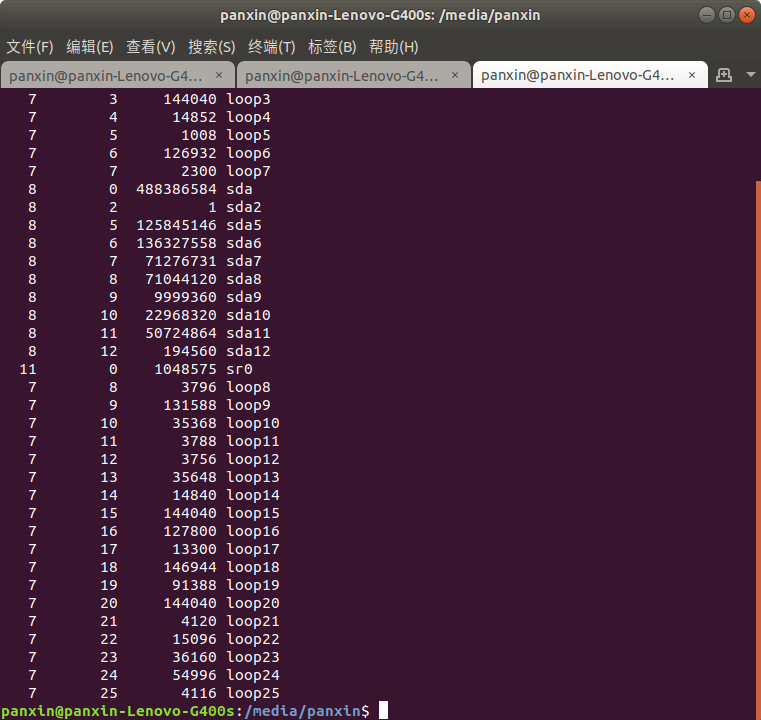 panxin@panxin-Lenovo-G400s: /media/panxin
文件(F) 编辑(E) 查看(V) 搜索(S) 终端(T) 标签(B) 帮助(H)
panxin@panxin-Lenovo-G4... × panxin@panxin-Lenovo-G4... × panxin@panxin-Lenovo-G4... ×
7 3 144040 loop3
7 4 14852 loop4
7 5 1008 loop5
7 6 126932 loop6
7 7 2300 loop7
8 0 488386584 sda
8 2 1 sda2
8 5 125845146 sda5
8 6 136327558 sda6
8 7 71276731 sda7
8 8 71044120 sda8
8 9 9999360 sda9
8 10 22968320 sda10
8 11 50724864 sda11
8 12 194560 sda12
11 0 1048575 sr0
7 8 3796 loop8
7 9 131588 loop9
7 10 35368 loop10
7 11 3788 loop11
7 12 3756 loop12
7 13 35648 loop13
7 14 14840 loop14
7 15 144040 loop15
7 16 127800 loop16
7 17 13300 loop17
7 18 146944 loop18
7 19 91388 loop19
7 20 144040 loop20
7 21 4120 loop21
7 22 15096 loop22
7 23 36160 loop23
7 24 54996 loop24
7 25 4116 loop25
panxin@panxin-Lenovo-G400s:/media/panxin$